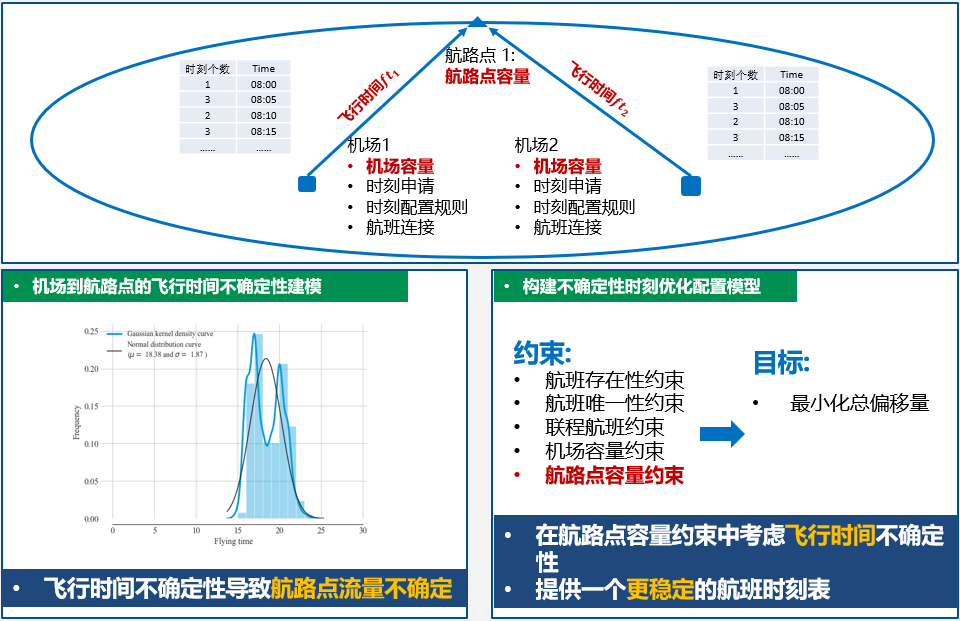 航路点 1:
航路点容量
飞行时间ft₁
飞行时间ft₂
时刻个数 Time
1 08:00
3 08:05
2 08:10
3 08:15
...... ......
时刻个数 Time
1 08:00
3 08:05
2 08:10
3 08:15
...... ......
机场1
• 机场容量
• 时刻申请
• 时刻配置规则
• 航班连接
机场2
• 机场容量
• 时刻申请
• 时刻配置规则
• 航班连接
• 机场到航路点的飞行时间不确定性建模
Gaussian kernel density curve
Normal distribution curve
(μ = 18.38 and σ = 1.87 )
0.25
0.20
0.15
0.10
0.05
0.00
Frequency
0 5 10 15 20 25 30
Flying time
• 飞行时间不确定性导致航路点流量不确定
• 构建不确定性时刻优化配置模型
约束:
• 航班存在性约束
• 航班唯一性约束
• 联程航班约束
• 机场容量约束
• 航路点容量约束
目标:
• 最小化总偏移量
• 在航路点容量约束中考虑飞行时间不确定
性
• 提供一个更稳定的航班时刻表